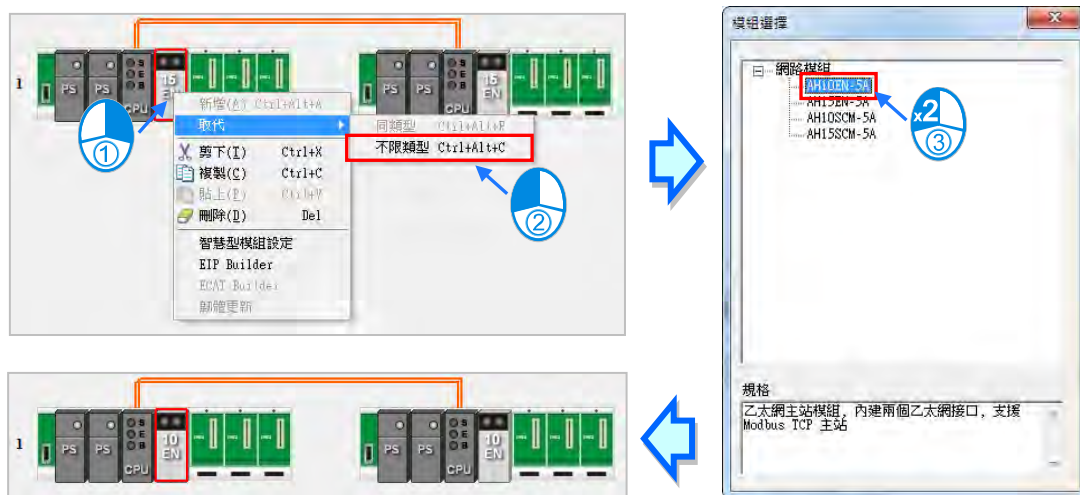 1
PS
PS
CPU
S
E
B
15
EN
PS
PS
CPU
S
E
B
15
EN
新增(A) Ctrl+Alt+A
取代
同類型 Ctrl+Alt+R
不限類型 Ctrl+Alt+C
剪下(I) Ctrl+X
複製(C) Ctrl+C
貼上(P) Ctrl+V
刪除(D) Del
智慧型模組設定
EIP Builder
ECAT Builder
韌體更新
①
②
模組選擇
網路模組
AH10EN-5A
AH15EN-5A
AH10SCM-5A
AH15SCM-5A
x2
③
規格
乙太網主站模組, 內建兩個乙太網接口, 支援
Modbus TCP 主站
1
PS
PS
CPU
S
E
B
10
EN
PS
PS
CPU
S
E
B
10
EN